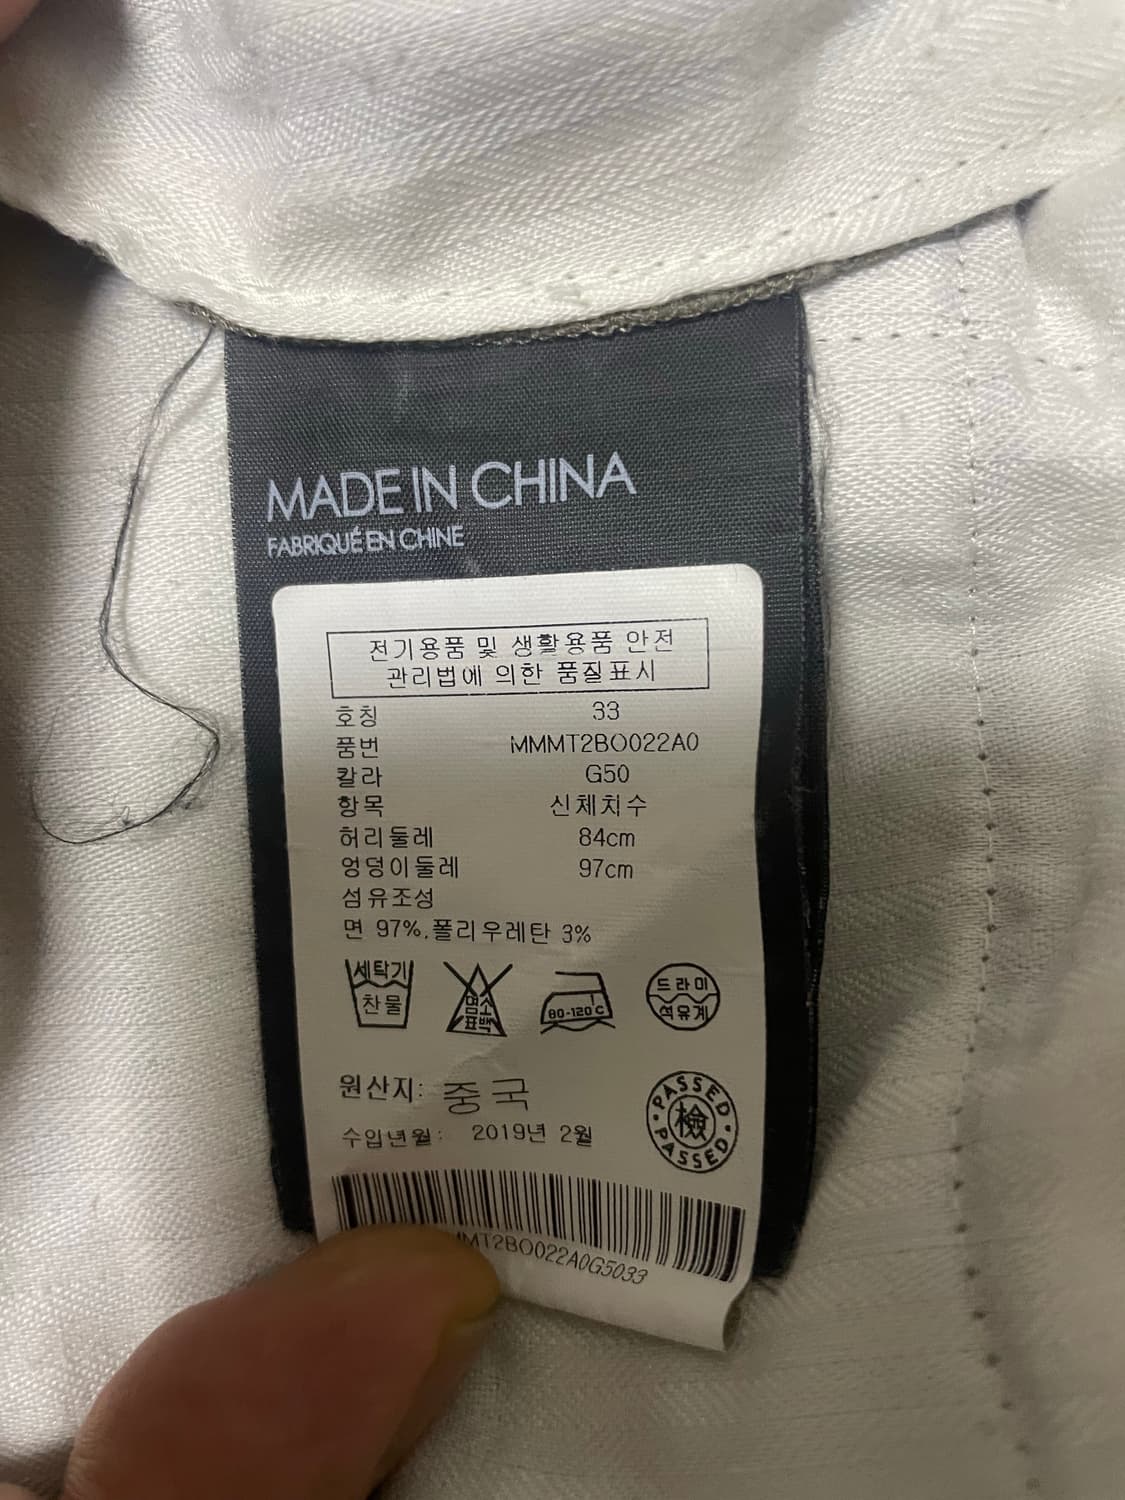 MADE IN CHINA
FABRIQUÉ EN CHINE
전기용품 및 생활용품 안전
관리법에 의한 품질표시
호칭 33
품번 MMMT2BO022A0
칼라 G50
항목 신체치수
허리둘레 84cm
엉덩이둘레 97cm
섬유조성
면 97%,폴리우레탄 3%
세탁기
찬물
염소
표백
80-120°C
드라이
석유계
원산지: 중국
수입년월: 2019년 2월
PASSED
檢
PASSED
MMT2BO022A0G5033